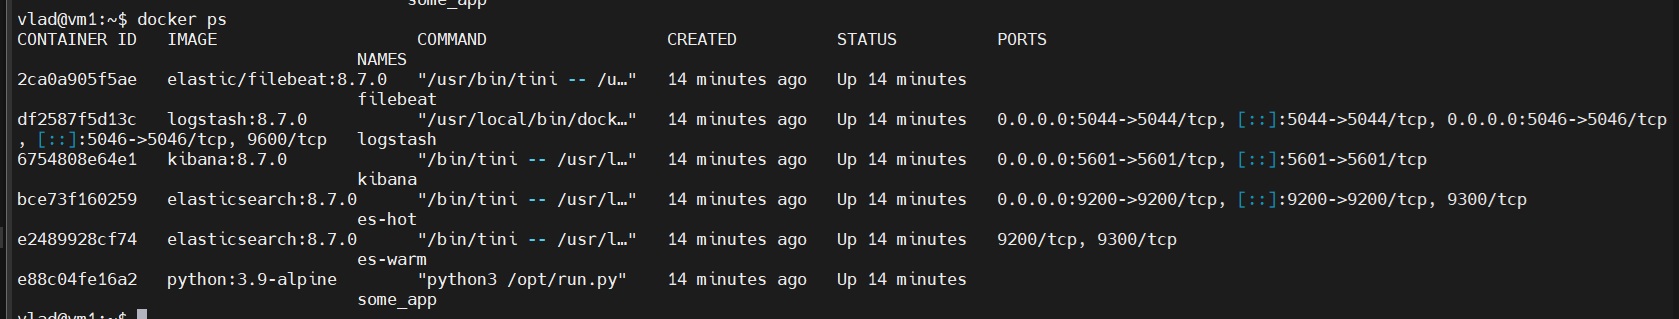 some_app
vlad@vm1:~$ docker ps
CONTAINER ID   IMAGE                    COMMAND                  CREATED          STATUS          PORTS
                                  NAMES
2ca0a905f5ae   elastic/filebeat:8.7.0   "/usr/bin/tini -- /u…"   14 minutes ago   Up 14 minutes
                                  filebeat
df2587f5d13c   logstash:8.7.0           "/usr/local/bin/dock…"   14 minutes ago   Up 14 minutes   0.0.0.0:5044->5044/tcp, [::]:5044->5044/tcp, 0.0.0.0:5046->5046/tcp
, [::]:5046->5046/tcp, 9600/tcp   logstash
6754808e64e1   kibana:8.7.0             "/bin/tini -- /usr/l…"   14 minutes ago   Up 14 minutes   0.0.0.0:5601->5601/tcp, [::]:5601->5601/tcp
                                  kibana
bce73f160259   elasticsearch:8.7.0      "/bin/tini -- /usr/l…"   14 minutes ago   Up 14 minutes   0.0.0.0:9200->9200/tcp, [::]:9200->9200/tcp, 9300/tcp
                                  es-hot
e2489928cf74   elasticsearch:8.7.0      "/bin/tini -- /usr/l…"   14 minutes ago   Up 14 minutes   9200/tcp, 9300/tcp
                                  es-warm
e88c04fe16a2   python:3.9-alpine        "python3 /opt/run.py"    14 minutes ago   Up 14 minutes
                                  some_app
vlad@vm1:~$